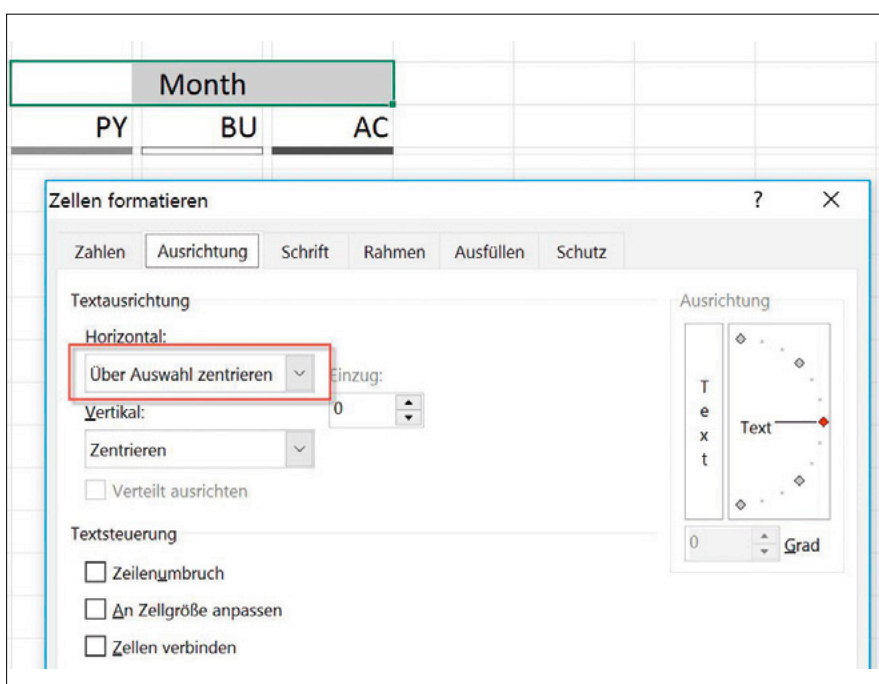 Month
PY BU AC
Zellen formatieren ? X
Zahlen Ausrichtung Schrift Rahmen Ausfüllen Schutz
Textausrichtung
Horizontal:
Über Auswahl zentrieren
Einzug:
Vertikal:
0
Zentrieren
Verteilt ausrichten
Textsteuerung
Zeilenumbruch
An Zellgröße anpassen
Zellen verbinden
Ausrichtung
T
e
x
t
Text
0 Grad